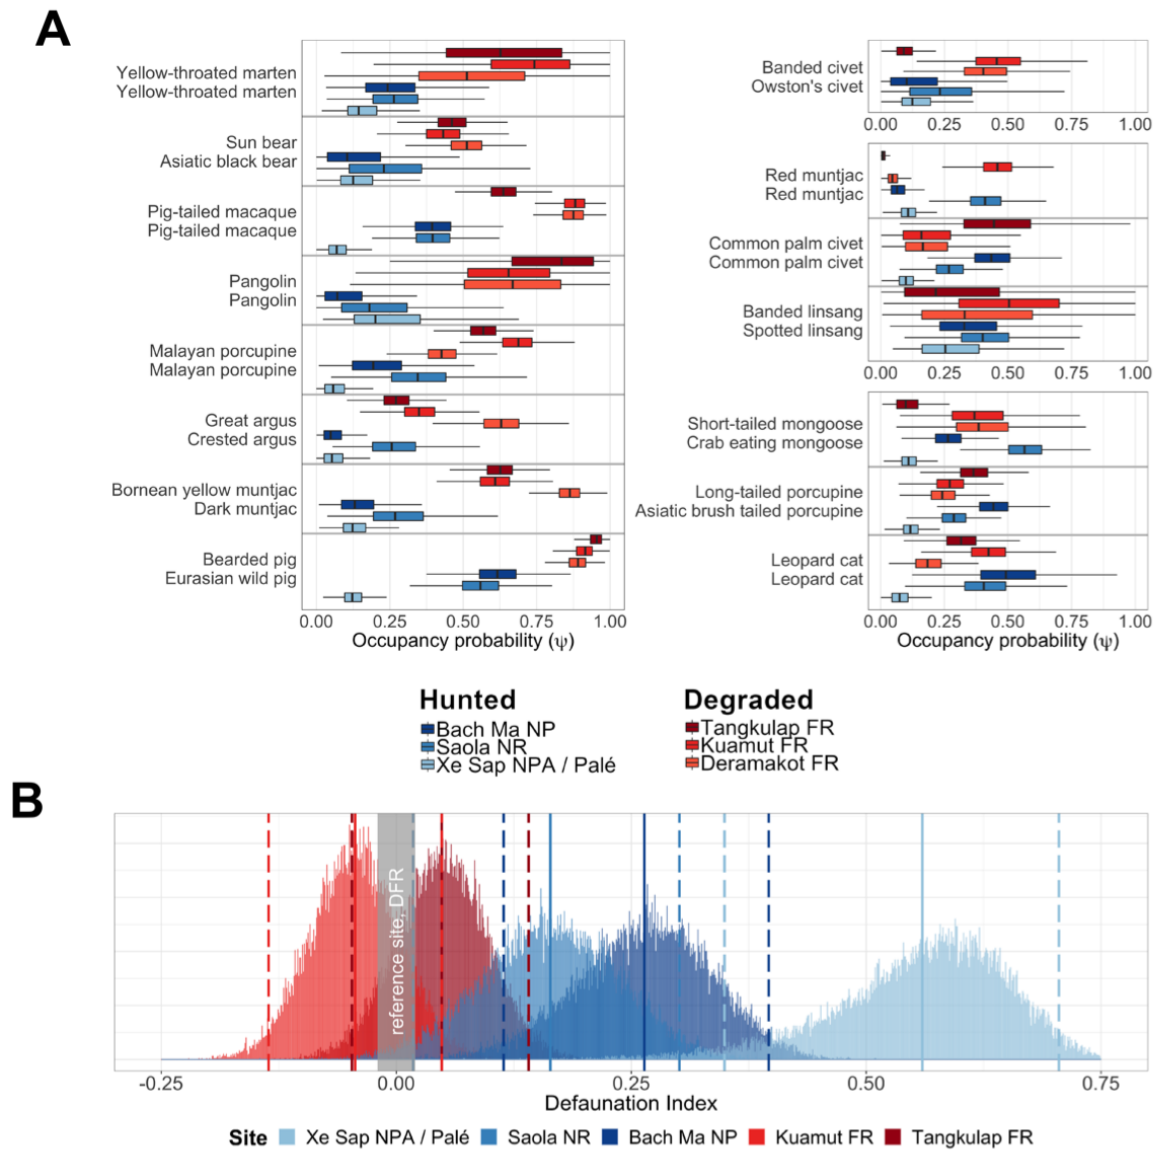 A
Yellow-throated marten
Yellow-throated marten
Sun bear
Asiatic black bear
Pig-tailed macaque
Pig-tailed macaque
Pangolin
Pangolin
Malayan porcupine
Malayan porcupine
Great argus
Crested argus
Bornean yellow muntjac
Dark muntjac
Bearded pig
Eurasian wild pig
0.00 0.25 0.50 0.75 1.00
Occupancy probability (ψ)
Banded civet
Owston's civet
0.00 0.25 0.50 0.75 1.00
Red muntjac
Red muntjac
Common palm civet
Common palm civet
Banded linsang
Spotted linsang
0.00 0.25 0.50 0.75 1.00
Short-tailed mongoose
Crab eating mongoose
Long-tailed porcupine
Asiatic brush tailed porcupine
Leopard cat
Leopard cat
0.00 0.25 0.50 0.75 1.00
Occupancy probability (ψ)
Hunted
Bach Ma NP
Saola NR
Xe Sap NPA / Palé
Degraded
Tangkulap FR
Kuamut FR
Deramakot FR
B
reference site, DFR
-0.25 0.00 0.25 0.50 0.75
Defaunation Index
Site Xe Sap NPA / Palé Saola NR Bach Ma NP Kuamut FR Tangkulap FR